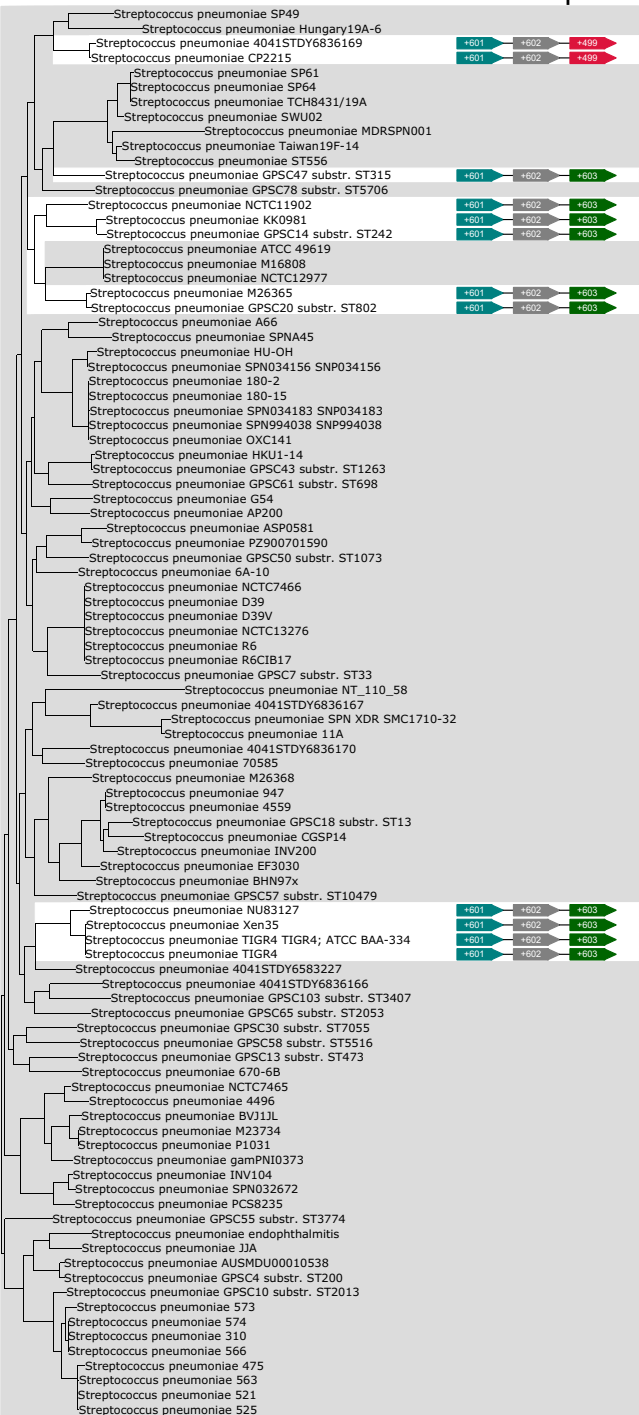 Streptococcus pneumoniae SP49
Streptococcus pneumoniae Hungary19A-6
Streptococcus pneumoniae 4041STDY6836169 +601 +602 +499
Streptococcus pneumoniae CP2215 +601 +602 +499
Streptococcus pneumoniae SP61
Streptococcus pneumoniae SP64
Streptococcus pneumoniae TCH8431/19A
Streptococcus pneumoniae SWU02
Streptococcus pneumoniae MDRSPN001
Streptococcus pneumoniae Taiwan19F-14
Streptococcus pneumoniae ST556
Streptococcus pneumoniae GPSC47 substr. ST315 +601 +602 +603
Streptococcus pneumoniae GPSC78 substr. ST5706
Streptococcus pneumoniae NCTC11902 +601 +602 +603
Streptococcus pneumoniae KK0981 +601 +602 +603
Streptococcus pneumoniae GPSC14 substr. ST242 +601 +602 +603
Streptococcus pneumoniae ATCC 49619
Streptococcus pneumoniae M16808
Streptococcus pneumoniae NCTC12977
Streptococcus pneumoniae M26365 +601 +602 +603
Streptococcus pneumoniae GPSC20 substr. ST802 +601 +602 +603
Streptococcus pneumoniae A66
Streptococcus pneumoniae SPNA45
Streptococcus pneumoniae HU-OH
Streptococcus pneumoniae SPN034156 SNP034156
Streptococcus pneumoniae 180-2
Streptococcus pneumoniae 180-15
Streptococcus pneumoniae SPN034183 SNP034183
Streptococcus pneumoniae SPN994038 SNP994038
Streptococcus pneumoniae OXC141
Streptococcus pneumoniae HKU1-14
Streptococcus pneumoniae GPSC43 substr. ST1263
Streptococcus pneumoniae GPSC61 substr. ST698
Streptococcus pneumoniae G54
Streptococcus pneumoniae AP200
Streptococcus pneumoniae ASP0581
Streptococcus pneumoniae PZ900701590
Streptococcus pneumoniae GPSC50 substr. ST1073
Streptococcus pneumoniae 6A-10
Streptococcus pneumoniae NCTC7466
Streptococcus pneumoniae D39
Streptococcus pneumoniae D39V
Streptococcus pneumoniae NCTC13276
Streptococcus pneumoniae R6
Streptococcus pneumoniae R6CIB17
Streptococcus pneumoniae GPSC7 substr. ST33
Streptococcus pneumoniae NT_110_58
Streptococcus pneumoniae 4041STDY6836167
Streptococcus pneumoniae SPN XDR SMC1710-32
Streptococcus pneumoniae 11A
Streptococcus pneumoniae 4041STDY6836170
Streptococcus pneumoniae 70585
Streptococcus pneumoniae M26368
Streptococcus pneumoniae 947
Streptococcus pneumoniae 4559
Streptococcus pneumoniae GPSC18 substr. ST13
Streptococcus pneumoniae CGSP14
Streptococcus pneumoniae INV200
Streptococcus pneumoniae EF3030
Streptococcus pneumoniae BHN97x
Streptococcus pneumoniae GPSC57 substr. ST10479
Streptococcus pneumoniae NU83127 +601 +602 +603
Streptococcus pneumoniae Xen35 +601 +602 +603
Streptococcus pneumoniae TIGR4 TIGR4; ATCC BAA-334 +601 +602 +603
Streptococcus pneumoniae TIGR4 +601 +602 +603
Streptococcus pneumoniae 4041STDY6583227
Streptococcus pneumoniae 4041STDY6836166
Streptococcus pneumoniae GPSC103 substr. ST3407
Streptococcus pneumoniae GPSC65 substr. ST2053
Streptococcus pneumoniae GPSC30 substr. ST7055
Streptococcus pneumoniae GPSC58 substr. ST5516
Streptococcus pneumoniae GPSC13 substr. ST473
Streptococcus pneumoniae 670-6B
Streptococcus pneumoniae NCTC7465
Streptococcus pneumoniae 4496
Streptococcus pneumoniae BVJ1JL
Streptococcus pneumoniae M23734
Streptococcus pneumoniae P1031
Streptococcus pneumoniae gamPNI0373
Streptococcus pneumoniae INV104
Streptococcus pneumoniae SPN032672
Streptococcus pneumoniae PCS8235
Streptococcus pneumoniae GPSC55 substr. ST3774
Streptococcus pneumoniae endophthalmitis
Streptococcus pneumoniae JJA
Streptococcus pneumoniae AUSMDU00010538
Streptococcus pneumoniae GPSC4 substr. ST200
Streptococcus pneumoniae GPSC10 substr. ST2013
Streptococcus pneumoniae 573
Streptococcus pneumoniae 574
Streptococcus pneumoniae 310
Streptococcus pneumoniae 566
Streptococcus pneumoniae 475
Streptococcus pneumoniae 563
Streptococcus pneumoniae 521
Streptococcus pneumoniae 525